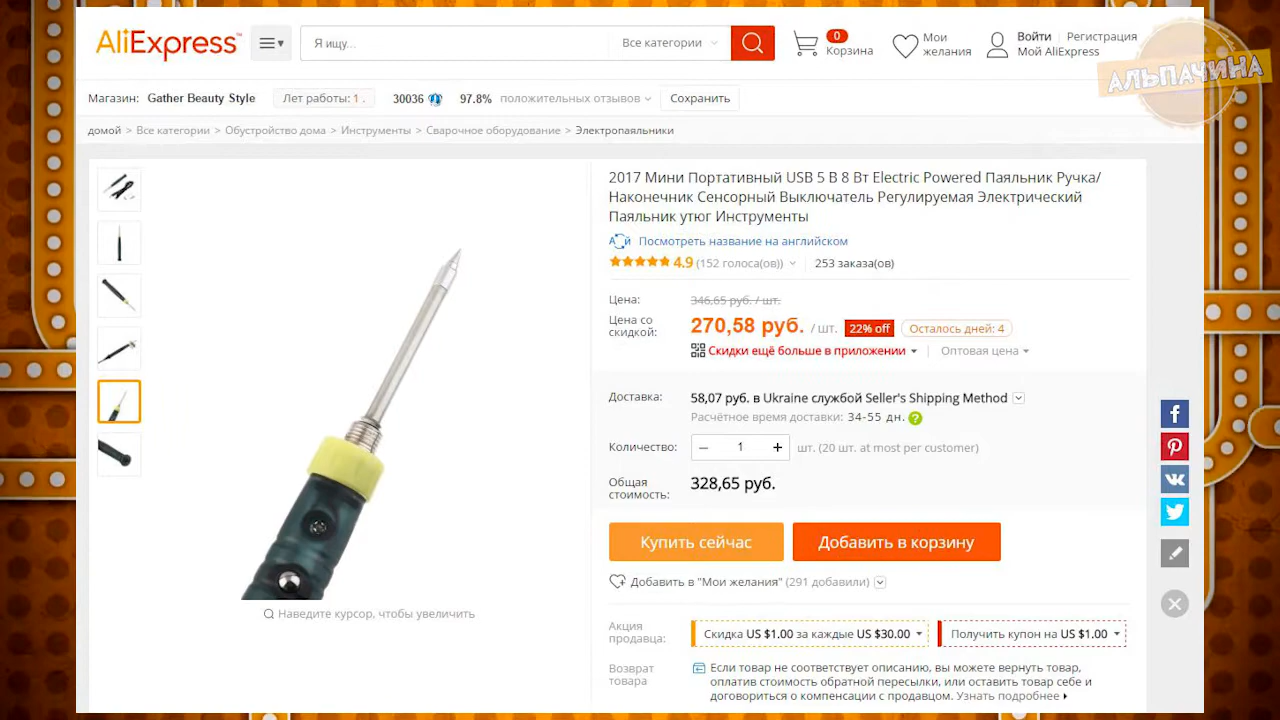 AliExpress™
Я ищу...
Все категории
0
Корзина
Мои
желания
Войти | Регистрация
Мой AliExpress
АЛЬПАЧИНА
Магазин: Gather Beauty Style
Лет работы: 1 .
30036
97.8% положительных отзывов
Сохранить
домой > Все категории > Обустройство дома > Инструменты > Сварочное оборудование > Электропаяльники
2017 Мини Портативный USB 5 В 8 Вт Electric Powered Паяльник Ручка/
Наконечник Сенсорный Выключатель Регулируемая Электрический
Паяльник утюг Инструменты
Посмотреть название на английском
4.9 (152 голоса(ов)) 253 заказа(ов)
Цена: 346,65 руб. / шт.
Цена со
скидкой:
270,58 руб. / шт. 22% off Осталось дней: 4
Скидки ещё больше в приложении | Оптовая цена
Доставка: 58,07 руб. в Ukraine службой Seller's Shipping Method
Расчётное время доставки: 34-55 дн. ?
Количество: – 1 + шт. (20 шт. at most per customer)
Общая
стоимость:
328,65 руб.
Купить сейчас
Добавить в корзину
Добавить в "Мои желания" (291 добавили)
Наведите курсор, чтобы увеличить
Акция
продавца:
Скидка US $1.00 за каждые US $30.00
Получить купон на US $1.00
Возврат
товара
Если товар не соответствует описанию, вы можете вернуть товар,
оплатив стоимость обратной пересылки, или оставить товар себе и
договориться о компенсации с продавцом. Узнать подробнее